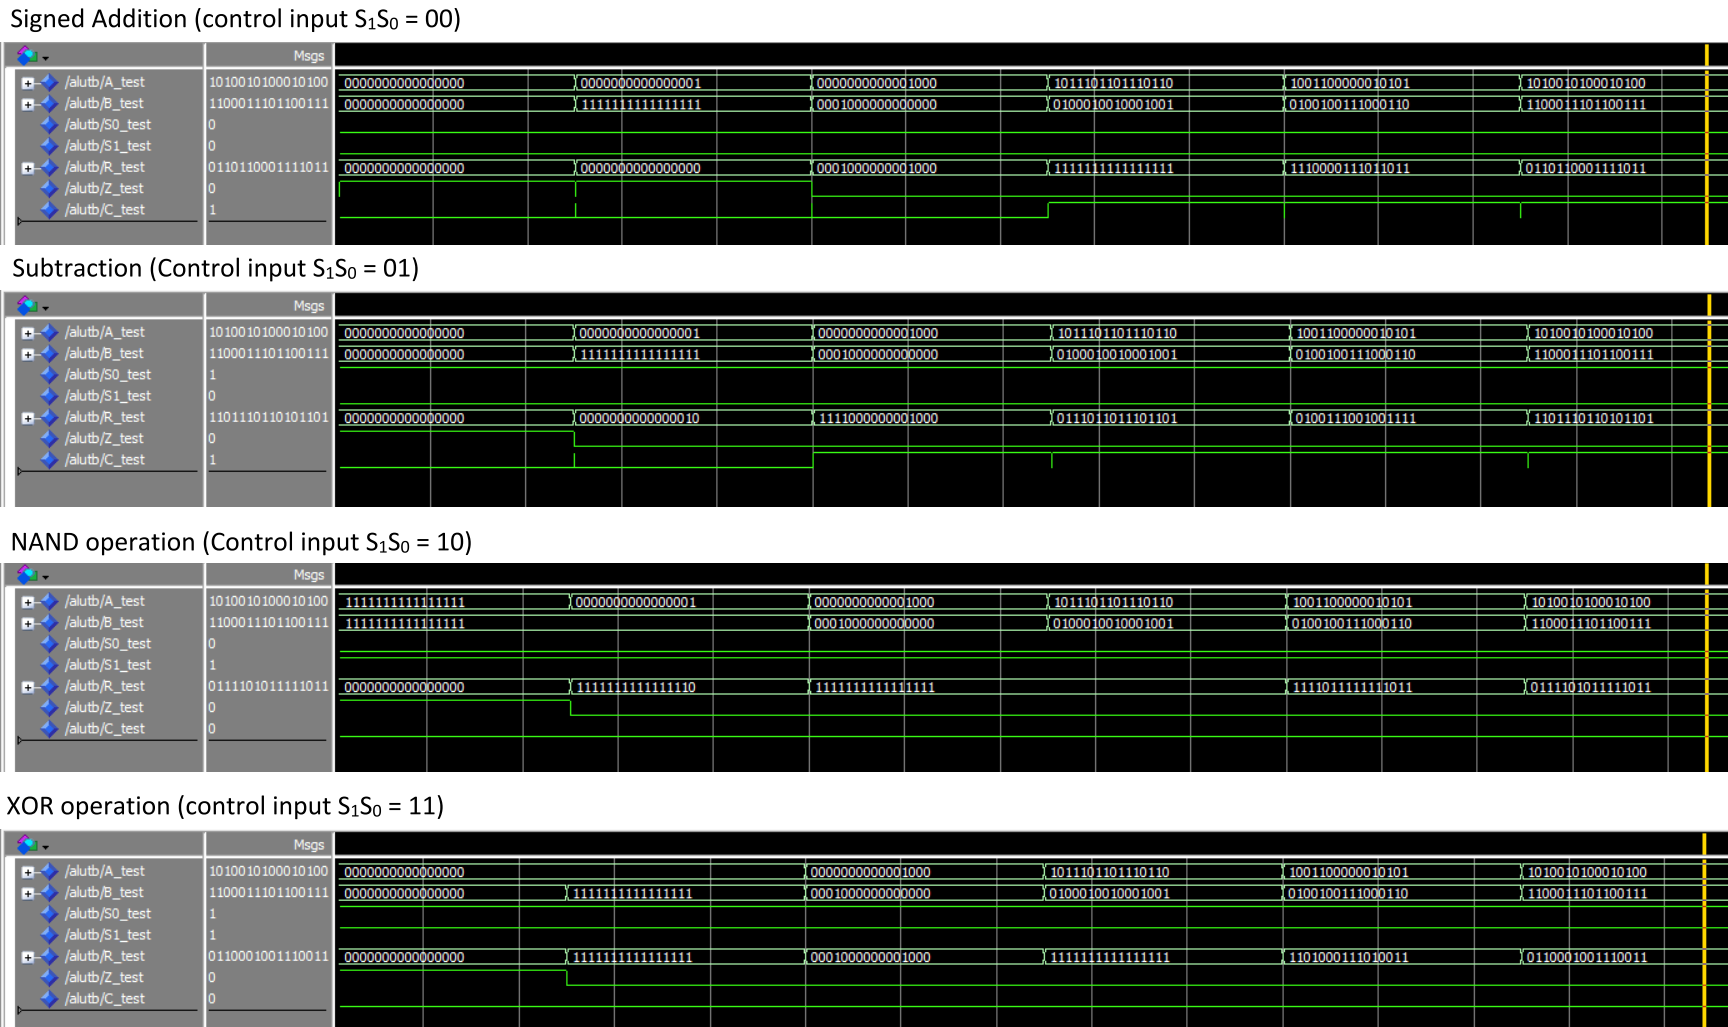 Signed Addition (control input S₁S₀ = 00)
Msgs
/alutb/A_test 1010010100010100 0000000000000000 0000000000000001 0000000000001000 1011101101110110 1001100000010101 1010010100010100
/alutb/B_test 1100011101100111 0000000000000000 1111111111111111 0001000000000000 0100010010001001 0100100111000110 1100011101100111
/alutb/S0_test 0
/alutb/S1_test 0
/alutb/R_test 0110110001111011 0000000000000000 0000000000000000 0001000000001000 1111111111111111 1110000111011011 0110110001111011
/alutb/Z_test 0
/alutb/C_test 1
Subtraction (Control input S₁S₀ = 01)
Msgs
/alutb/A_test 1010010100010100 0000000000000000 0000000000000001 0000000000001000 1011101101110110 1001100000010101 1010010100010100
/alutb/B_test 1100011101100111 0000000000000000 1111111111111111 0001000000000000 0100010010001001 0100100111000110 1100011101100111
/alutb/S0_test 1
/alutb/S1_test 0
/alutb/R_test 1101110110101101 0000000000000000 0000000000000010 1111000000001000 0111011011101101 0100111001001111 1101110110101101
/alutb/Z_test 0
/alutb/C_test 1
NAND operation (Control input S₁S₀ = 10)
Msgs
/alutb/A_test 1010010100010100 1111111111111111 0000000000000001 0000000000001000 1011101101110110 1001100000010101 1010010100010100
/alutb/B_test 1100011101100111 1111111111111111 0001000000000000 0100010010001001 0100100111000110 1100011101100111
/alutb/S0_test 0
/alutb/S1_test 1
/alutb/R_test 0111101011111011 0000000000000000 1111111111111110 1111111111111111 1111011111111011 0111101011111011
/alutb/Z_test 0
/alutb/C_test 0
XOR operation (control input S₁S₀ = 11)
Msgs
/alutb/A_test 1010010100010100 0000000000000000 0000000000001000 1011101101110110 1001100000010101 1010010100010100
/alutb/B_test 1100011101100111 0000000000000000 1111111111111111 0001000000000000 0100010010001001 0100100111000110 1100011101100111
/alutb/S0_test 1
/alutb/S1_test 1
/alutb/R_test 0110001001110011 0000000000000000 1111111111111111 0001000000001000 1111111111111111 1101000111010011 0110001001110011
/alutb/Z_test 0
/alutb/C_test 0